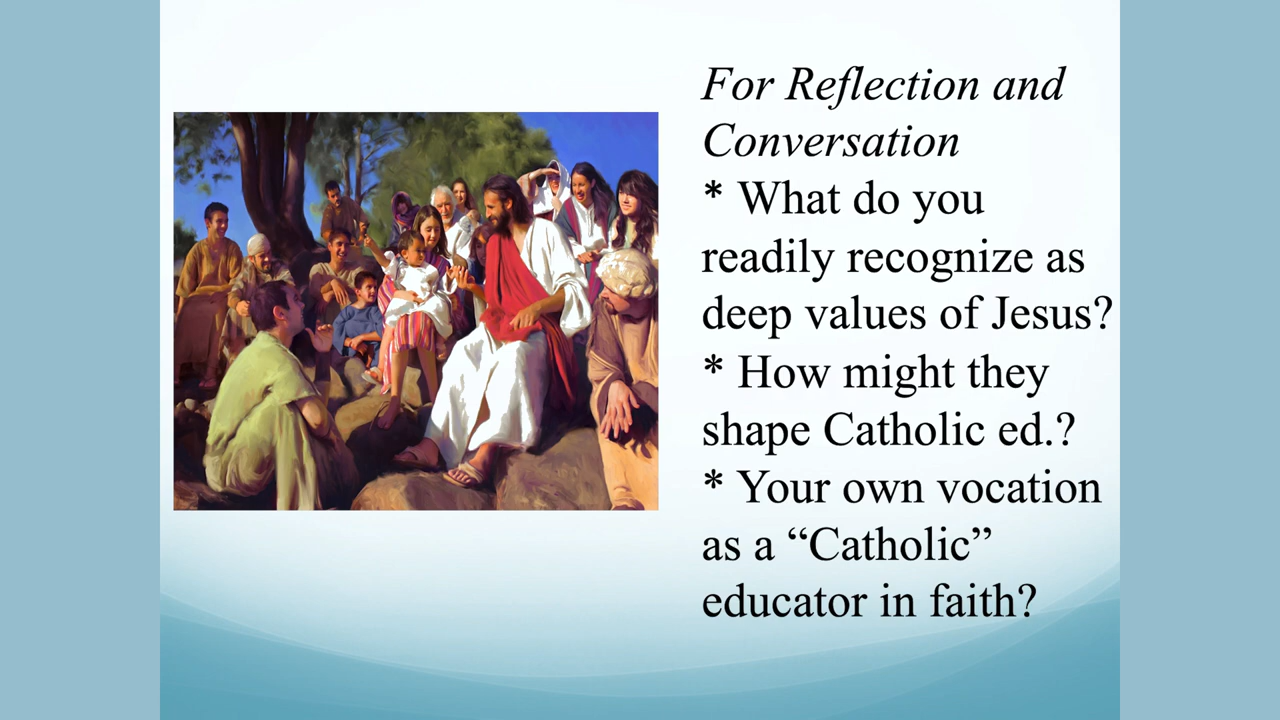 For Reflection and
Conversation
* What do you
readily recognize as
deep values of Jesus?
* How might they
shape Catholic ed.?
* Your own vocation
as a “Catholic”
educator in faith?